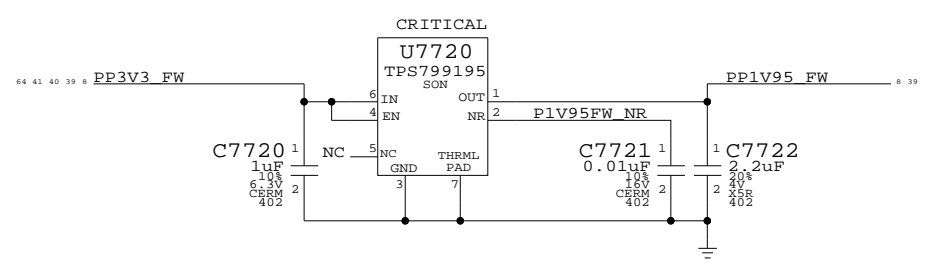 CRITICAL
U7720
TPS799195
SON
64 41 40 39 8 PP3V3_FW
PP1V95_FW 8 39
6 IN
OUT 1
4 EN
NR 2
P1V95FW_NR
NC 5 NC
THRML
PAD
GND
3
7
C7720 1
1uF
10%
6.3V
CERM
402
2
C7721 1
0.01uF
10%
16V
CERM
402
2
1 C7722
2.2uF
20%
4V
X5R
402
2